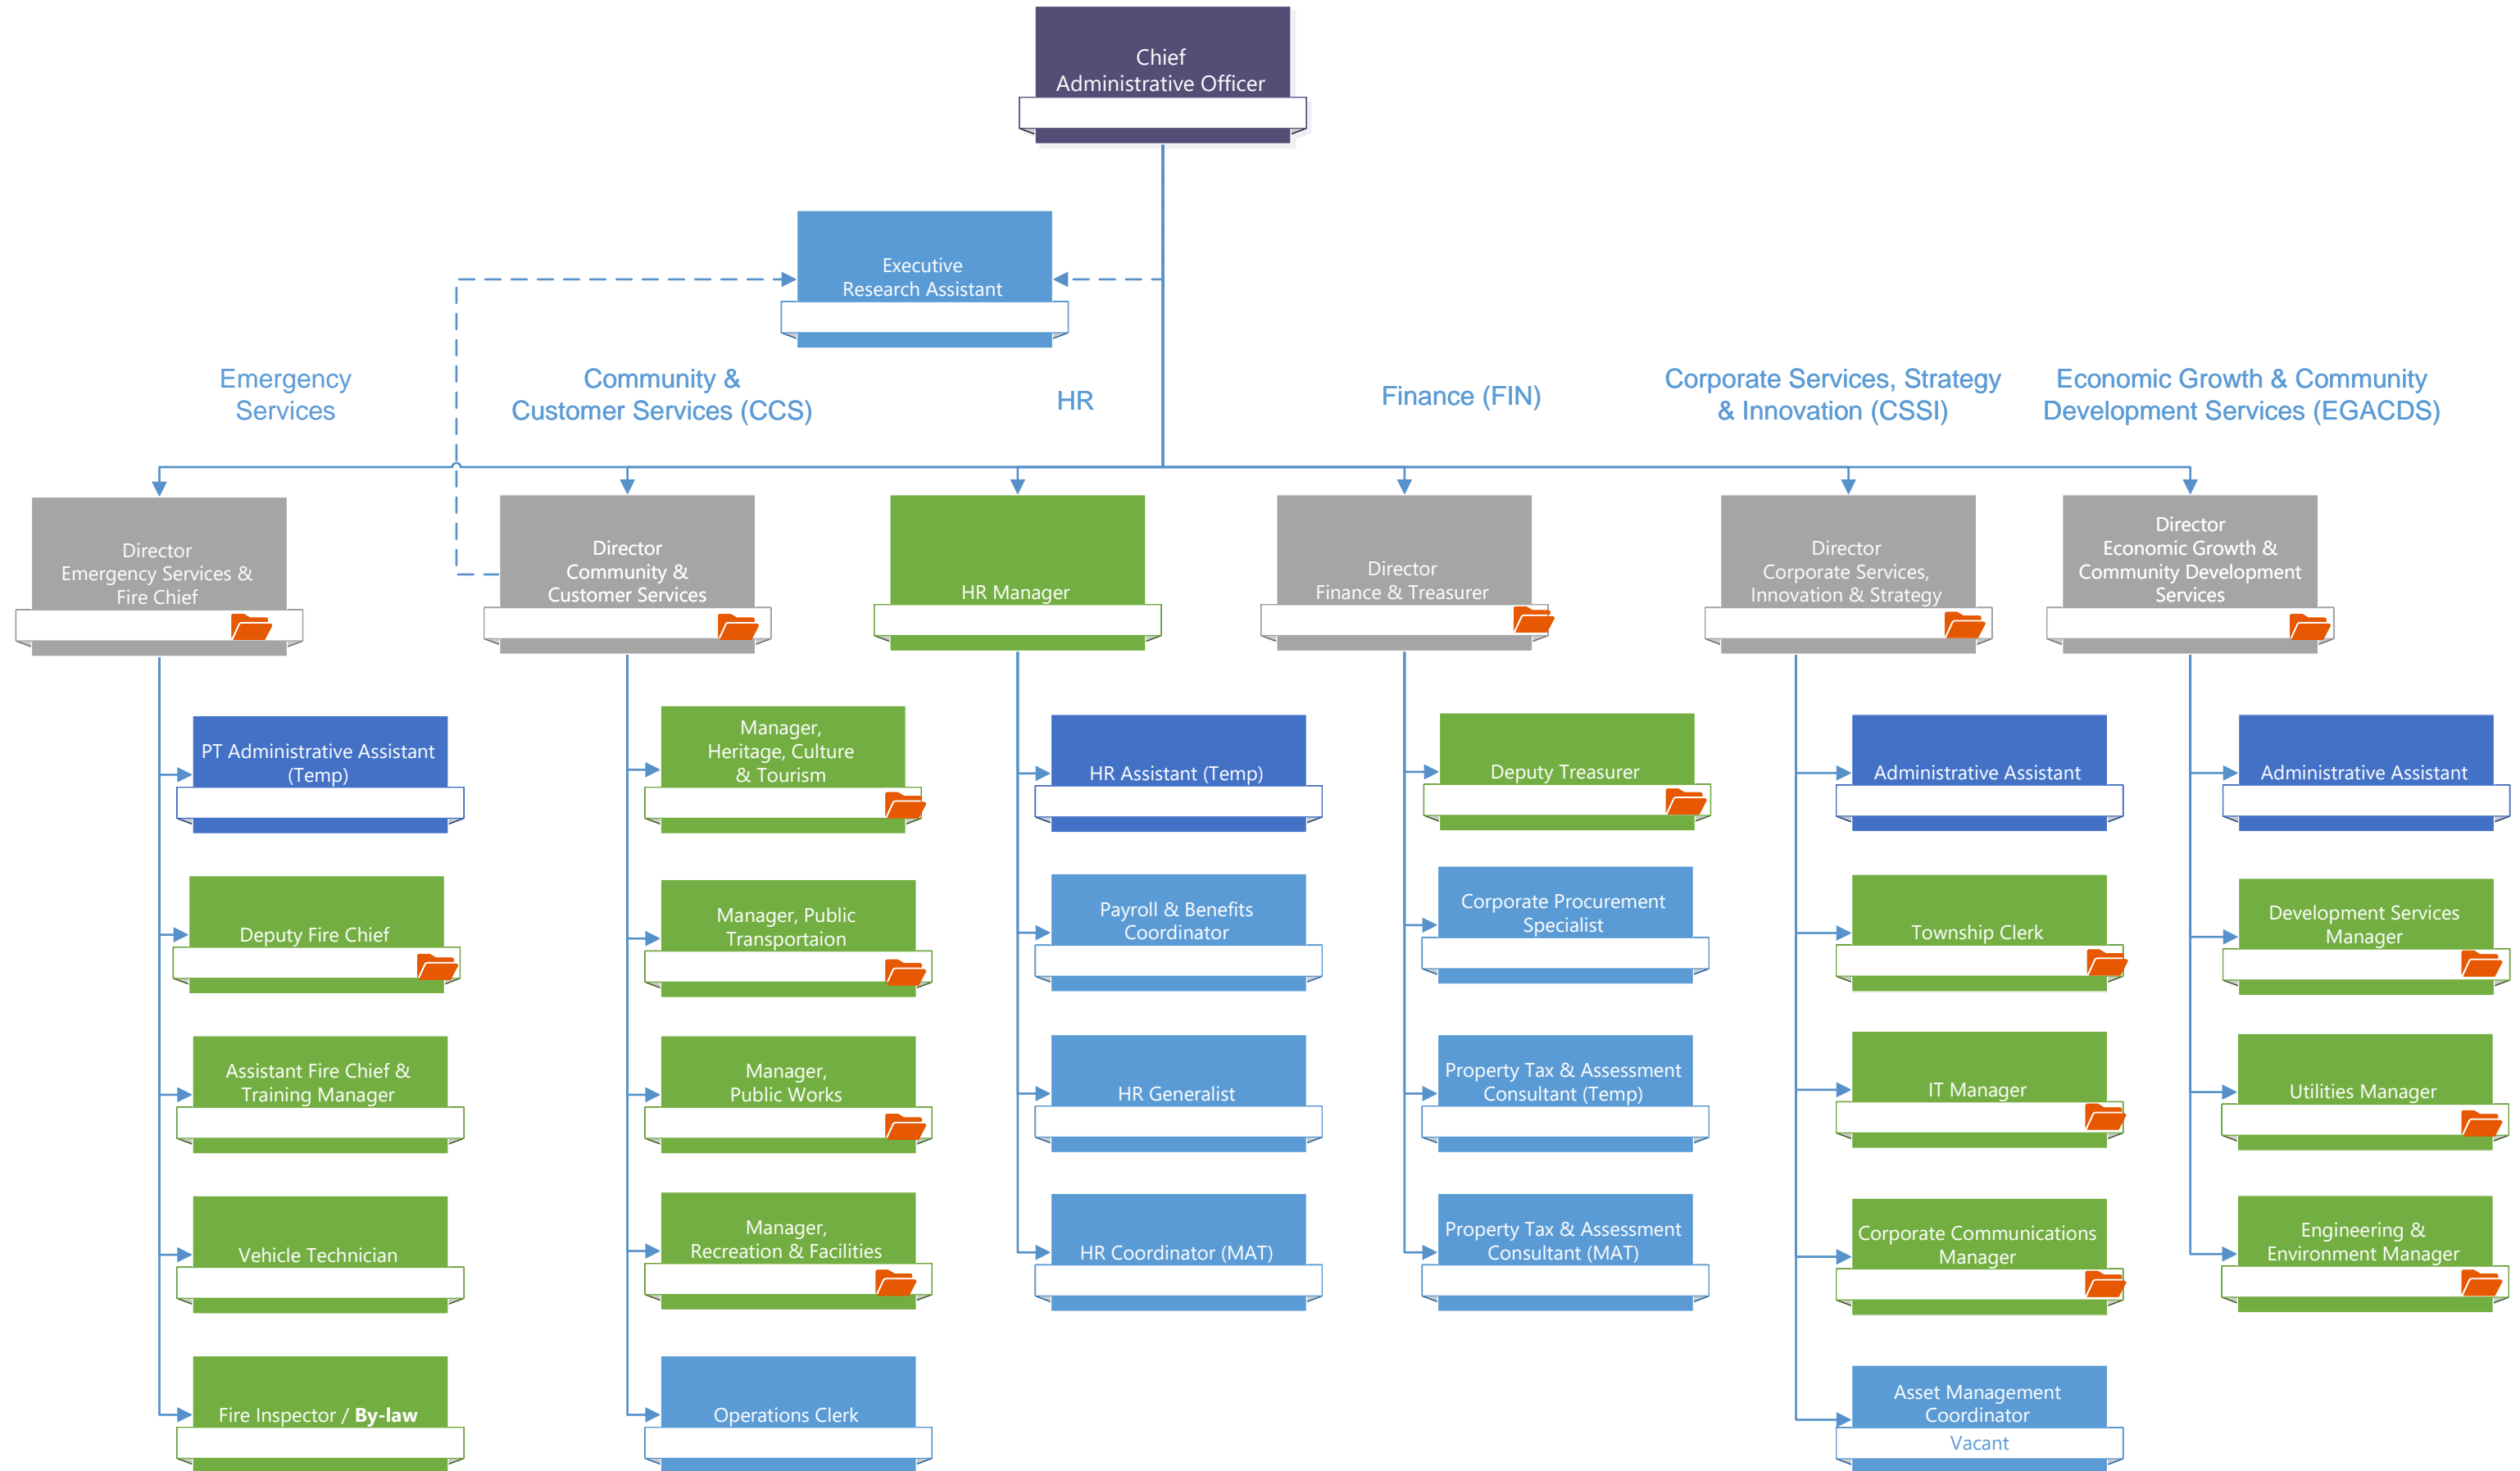 Chief
Administrative Officer
Executive
Research Assistant
Emergency
Services
Community &
Customer Services (CCS)
HR
Finance (FIN)
Corporate Services, Strategy
& Innovation (CSSI)
Economic Growth & Community
Development Services (EGACDS)
Director
Emergency Services &
Fire Chief
Director
Community &
Customer Services
HR Manager
Director
Finance & Treasurer
Director
Corporate Services,
Innovation & Strategy
Director
Economic Growth &
Community Development
Services
PT Administrative Assistant
(Temp)
Deputy Fire Chief
Assistant Fire Chief &
Training Manager
Vehicle Technician
Fire Inspector / By-law
Manager,
Heritage, Culture
& Tourism
Manager, Public
Transportaion
Manager,
Public Works
Manager,
Recreation & Facilities
Operations Clerk
HR Assistant (Temp)
Payroll & Benefits
Coordinator
HR Generalist
HR Coordinator (MAT)
Deputy Treasurer
Corporate Procurement
Specialist
Property Tax & Assessment
Consultant (Temp)
Property Tax & Assessment
Consultant (MAT)
Administrative Assistant
Township Clerk
IT Manager
Corporate Communications
Manager
Asset Management
Coordinator
Vacant
Administrative Assistant
Development Services
Manager
Utilities Manager
Engineering &
Environment Manager